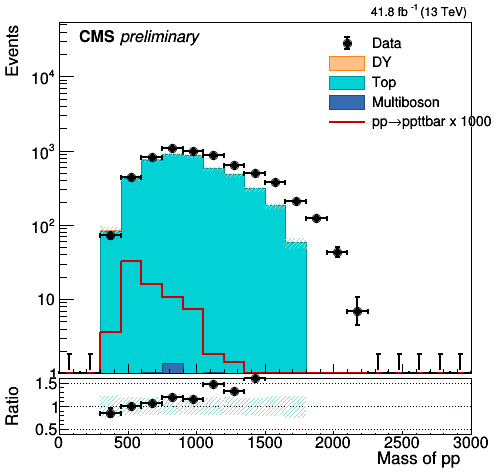 41.8 fb⁻¹ (13 TeV)
CMS preliminary
Events
Data
DY
Top
Multiboson
pp→ppttbar x 1000
10⁴
10³
10²
10
1
1.5
1
0.5
Ratio
0 500 1000 1500 2000 2500 3000
Mass of pp